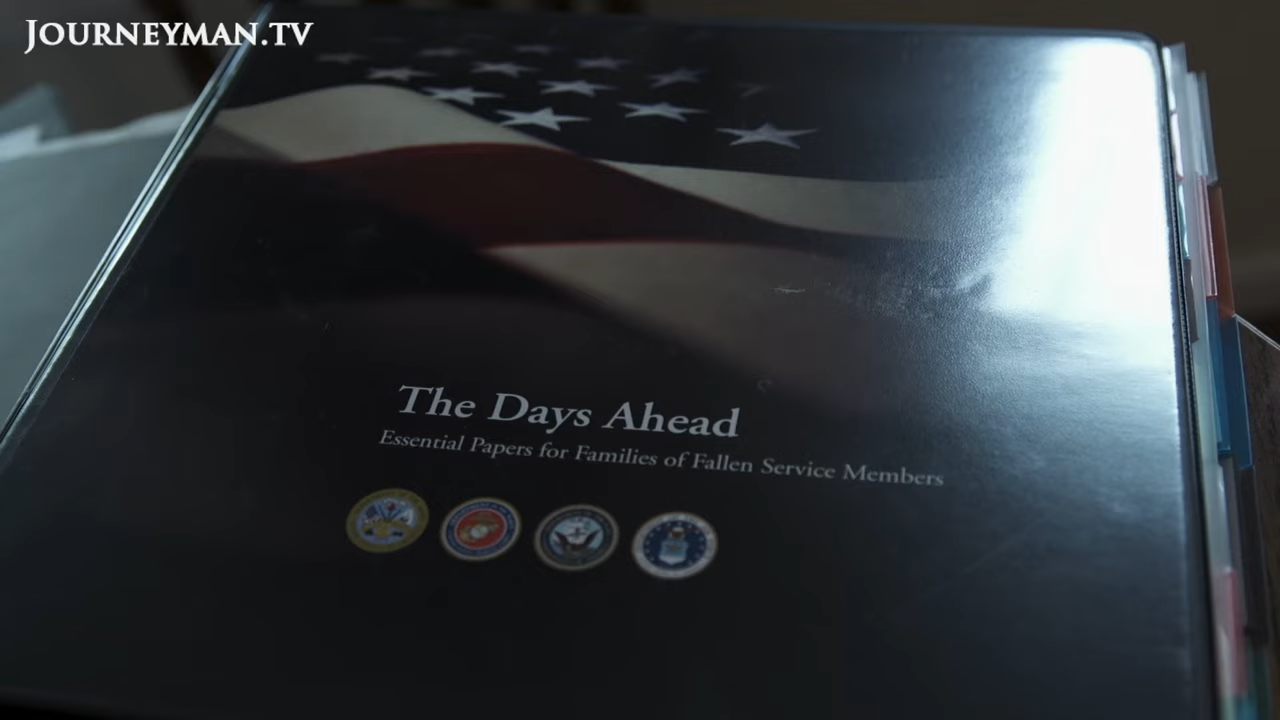 JOURNEYMAN.TV
The Days Ahead
Essential Papers for Families of Fallen Service Members